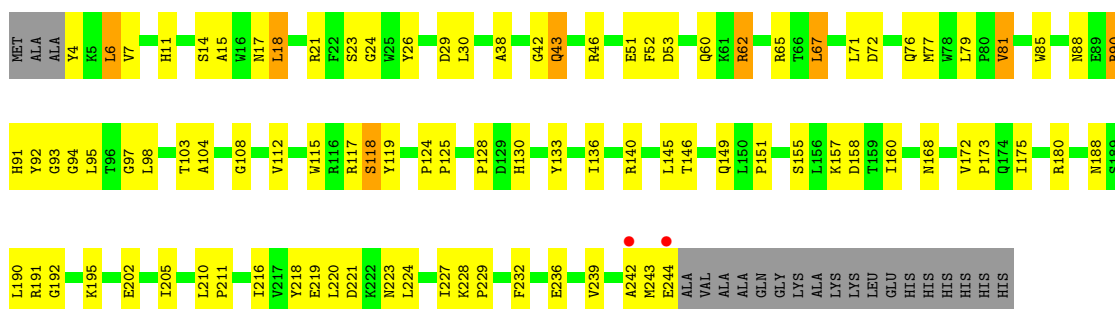 MET ALA ALA Y4 K5 L6 V7 H11 S14 A15 W16 N17 L18 R21 F22 S23 G24 W25 Y26 D29 L30 A38 G42 Q43 R46 E51 F52 D53 Q60 K61 R62 R65 T66 L67 L71 D72 Q76 M77 W78 L79 P80 V81 W85 N88 E89 R90
H91 Y92 G93 G94 L95 T96 G97 L98 T103 A104 G108 V112 W115 R116 R117 S118 Y119 P124 P125 P128 D129 H130 Y133 I136 R140 L145 T146 Q149 L150 P151 S155 L156 K157 D158 T159 I160 N168 V172 P173 Q174 I175 R180 N188 S189
L190 R191 G192 K195 E202 I205 L210 P211 I216 V217 Y218 E219 L220 D221 K222 N223 L224 I227 K228 P229 F232 E236 V239 A242 M243 E244 ALA VAL ALA ALA GLN GLY LYS ALA LYS LYS LEU GLU HIS HIS HIS HIS HIS HIS